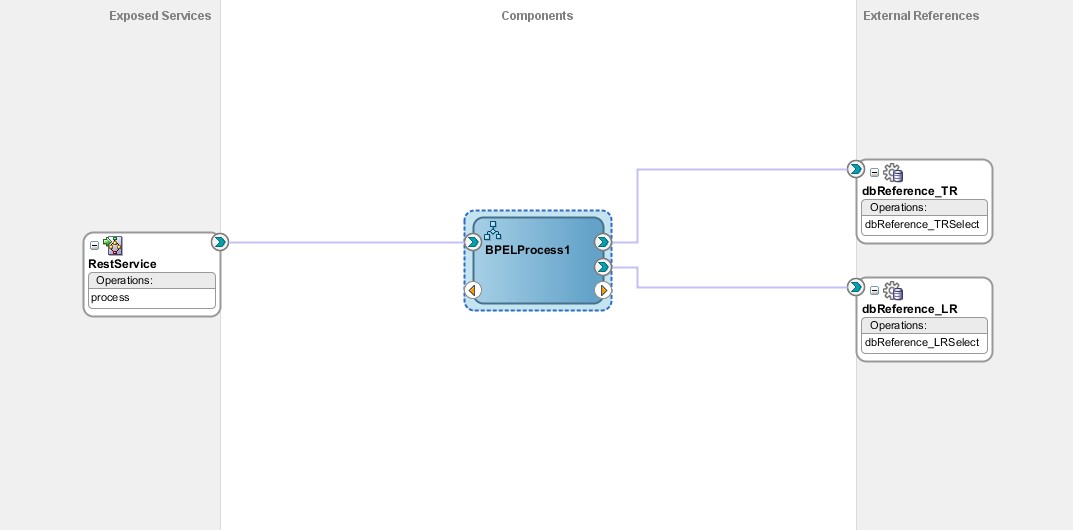 Exposed Services
Components
External References
RestService
Operations:
process
BPELProcess1
dbReference_TR
Operations:
dbReference_TRSelect
dbReference_LR
Operations:
dbReference_LRSelect